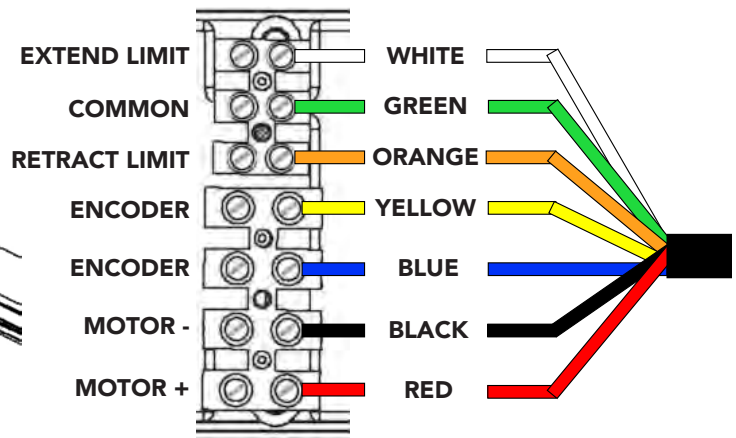 EXTEND LIMIT WHITE
COMMON GREEN
RETRACT LIMIT ORANGE
ENCODER YELLOW
ENCODER BLUE
MOTOR - BLACK
MOTOR + RED